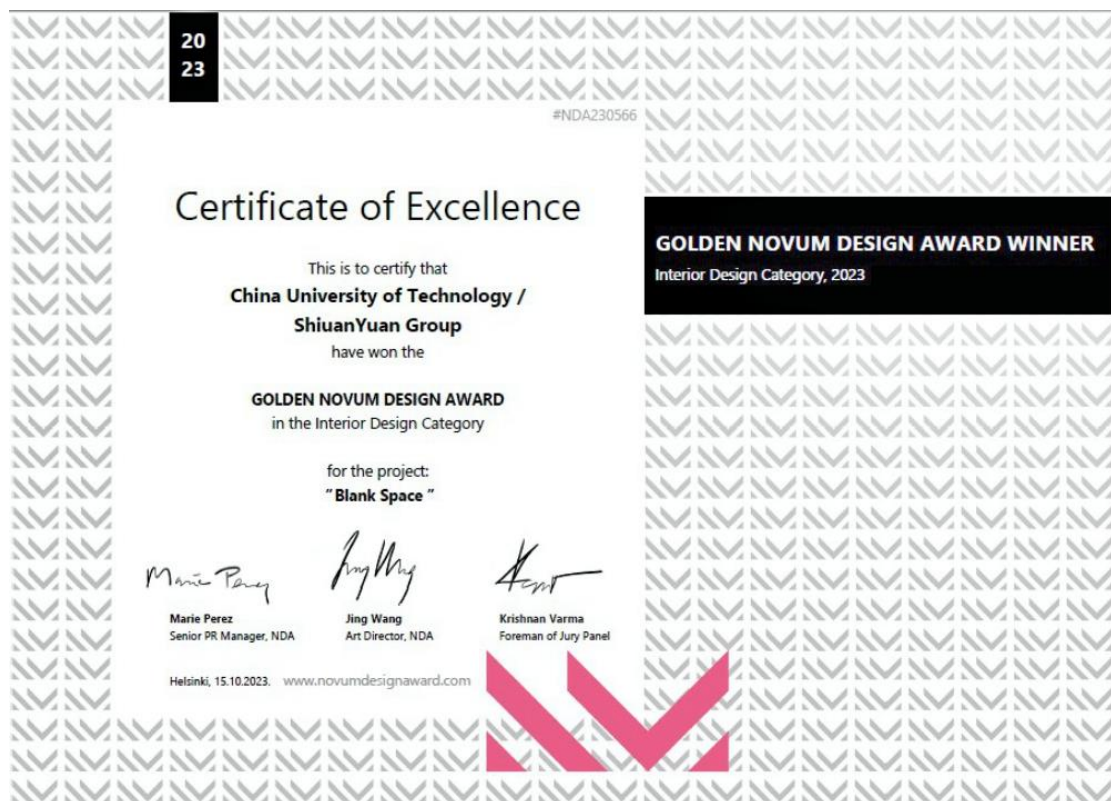 20
23
#NDA230566
Certificate of Excellence
This is to certify that
China University of Technology /
ShiuanYuan Group
have won the
GOLDEN NOVUM DESIGN AWARD
in the Interior Design Category
for the project:
"Blank Space "
Marie Perez
Senior PR Manager, NDA
Jing Wang
Art Director, NDA
Krishnan Varma
Foreman of Jury Panel
Helsinki, 15.10.2023. www.novumdesignaward.com
GOLDEN NOVUM DESIGN AWARD WINNER
Interior Design Category, 2023